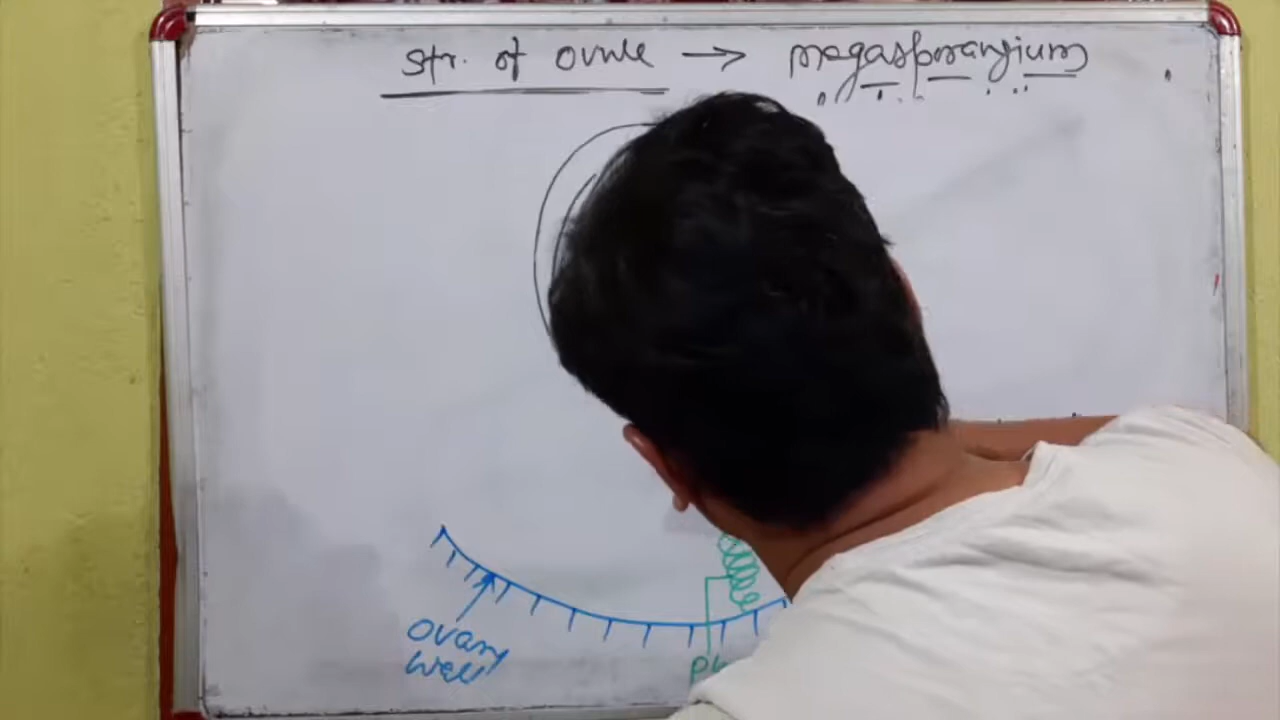 Str. of ovule → megasporangium
ovary
wall